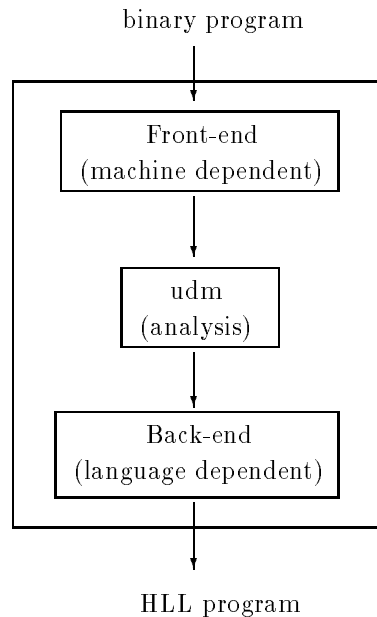 binary program
Front-end
(machine dependent)
udm
(analysis)
Back-end
(language dependent)
HLL program